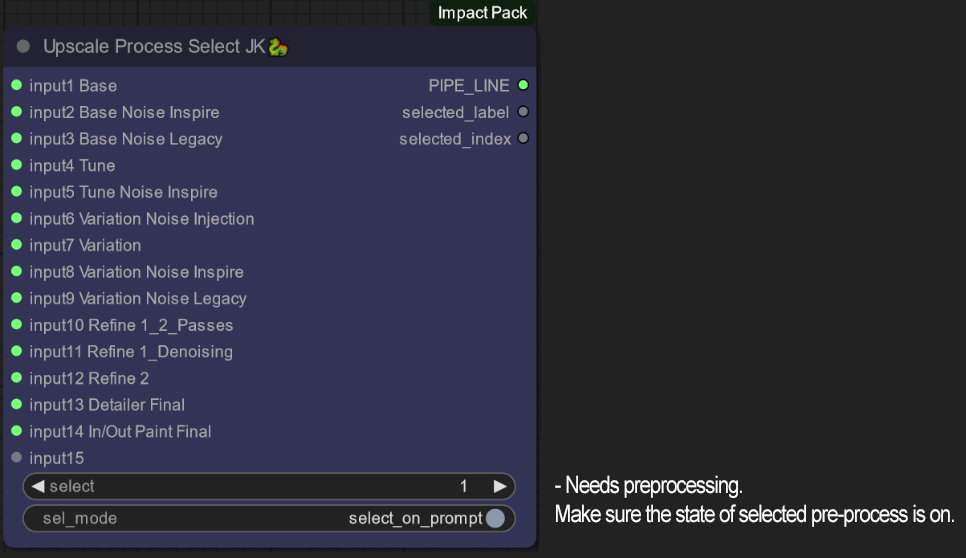 Impact Pack
Upscale Process Select JK🐉
input1 Base
PIPE_LINE
input2 Base Noise Inspire
selected_label
input3 Base Noise Legacy
selected_index
input4 Tune
input5 Tune Noise Inspire
input6 Variation Noise Injection
input7 Variation
input8 Variation Noise Inspire
input9 Variation Noise Legacy
input10 Refine 1_2_Passes
input11 Refine 1_Denoising
input12 Refine 2
input13 Detailer Final
input14 In/Out Paint Final
input15
select 1
sel_mode select_on_prompt
- Needs preprocessing.
Make sure the state of selected pre-process is on.